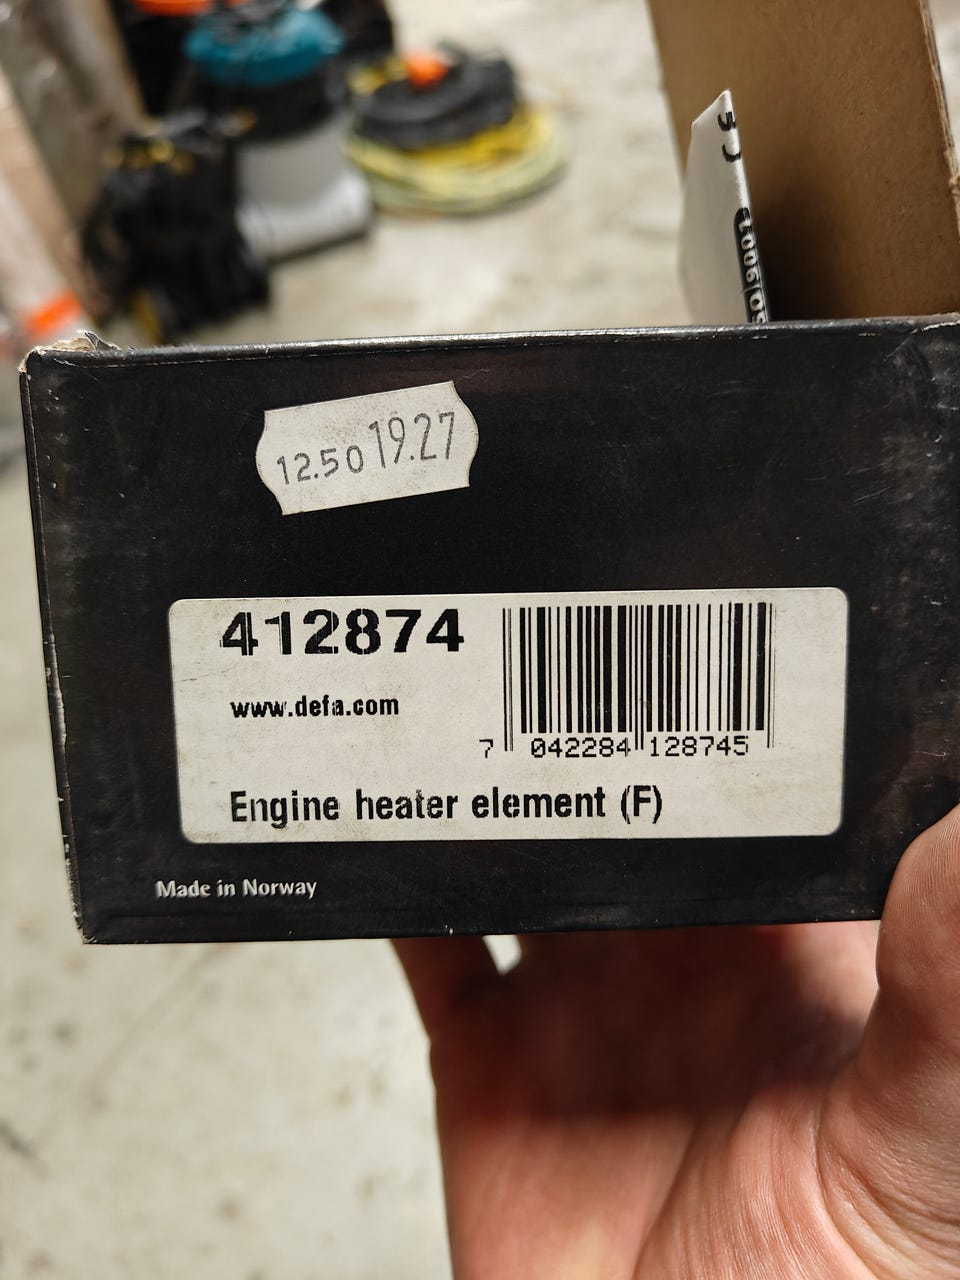 12.50 19.27
412874
www.defa.com
7 042284 128745
Engine heater element (F)
Made in Norway